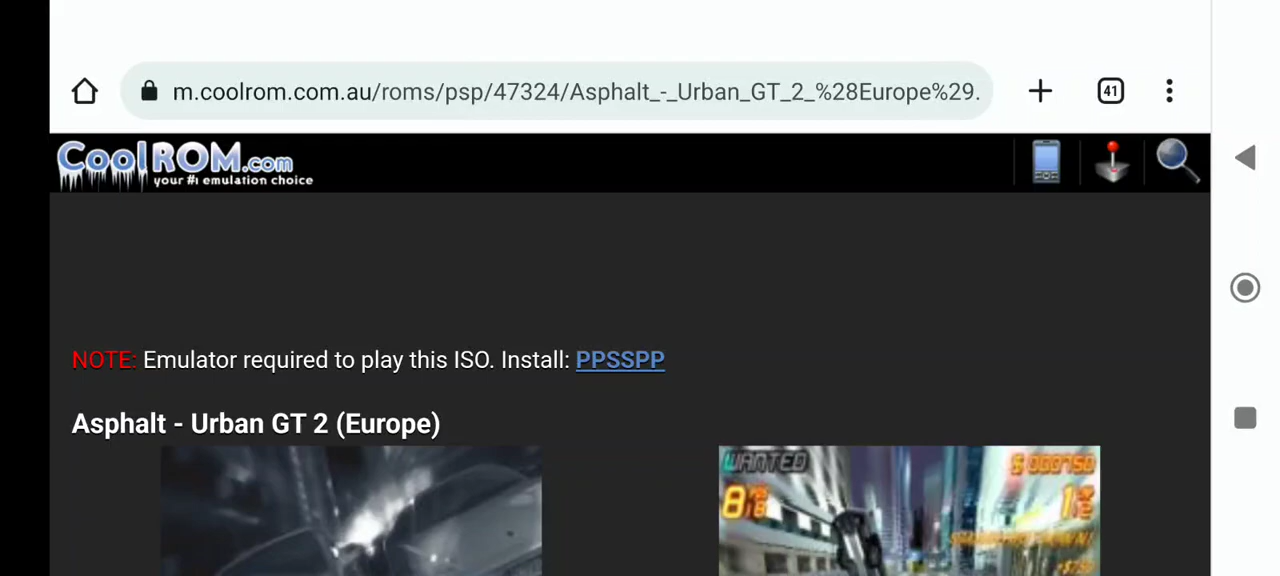 m.coolrom.com.au/roms/psp/47324/Asphalt_-_Urban_GT_2_%28Europe%29.
41
CoolROM.com
your #1 emulation choice
NOTE: Emulator required to play this ISO. Install: PPSSPP
Asphalt - Urban GT 2 (Europe)
WANTED